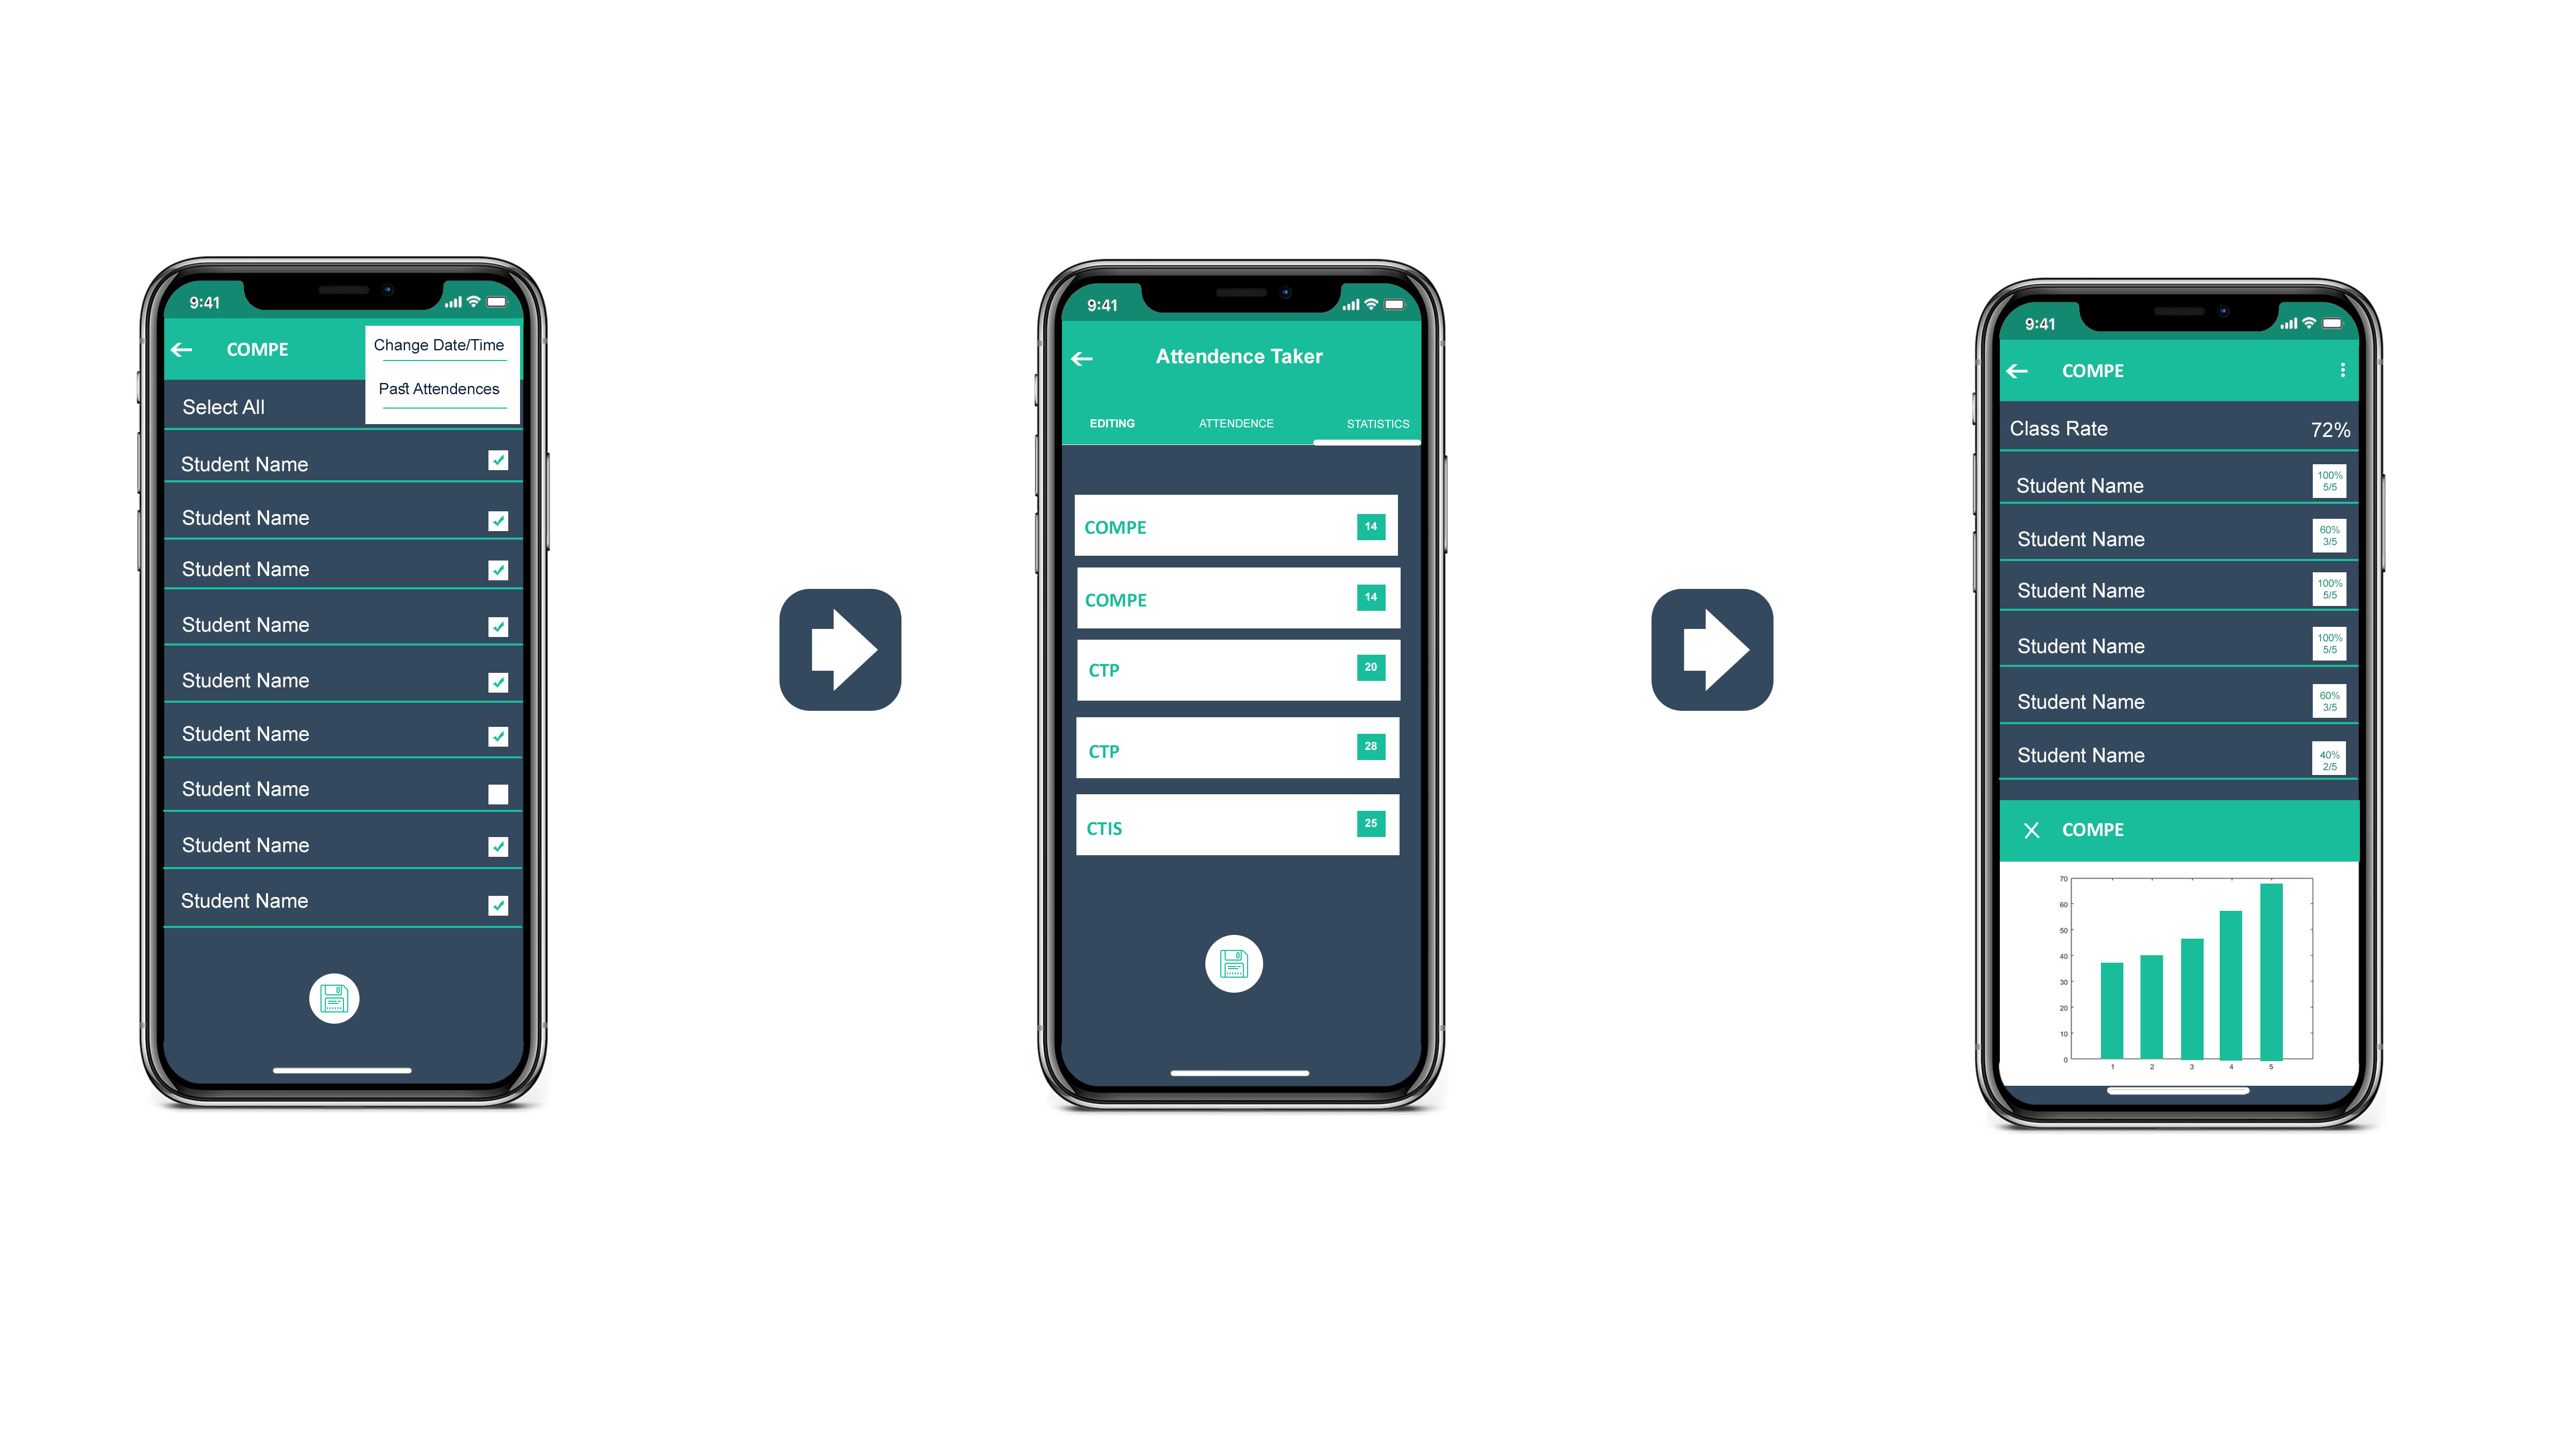 9:41
COMPE
Change Date/Time
Past Attendences
Select All
Student Name
Student Name
Student Name
Student Name
Student Name
Student Name
Student Name
Student Name
Student Name
9:41
Attendence Taker
EDITING ATTENDENCE STATISTICS
COMPE 14
COMPE 14
CTP 20
CTP 28
CTIS 25
9:41
COMPE
Class Rate 72%
Student Name 100%
5/5
Student Name 60%
3/5
Student Name 100%
5/5
Student Name 100%
5/5
Student Name 60%
3/5
Student Name 40%
2/5
X COMPE
70
60
50
40
30
20
10
0
1 2 3 4 5